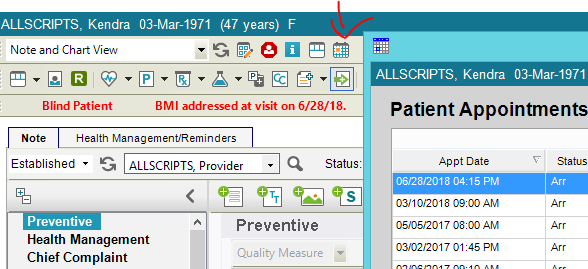 ALLSCRIPTS, Kendra 03-Mar-1971 (47 years) F
Note and Chart View
i
R P Rx CC
Blind Patient BMI addressed at visit on 6/28/18.
Note Health Management/Reminders
Established ALLSCRIPTS, Provider Status:
TT S
Preventive
Health Management
Chief Complaint
Preventive
Quality Measure
ALLSCRIPTS, Kendra 03-Mar-1971
Patient Appointments
Appt Date Status
06/28/2018 04:15 PM Arr
03/10/2018 09:00 AM Arr
05/05/2017 08:00 AM Arr
03/02/2017 01:45 PM Arr